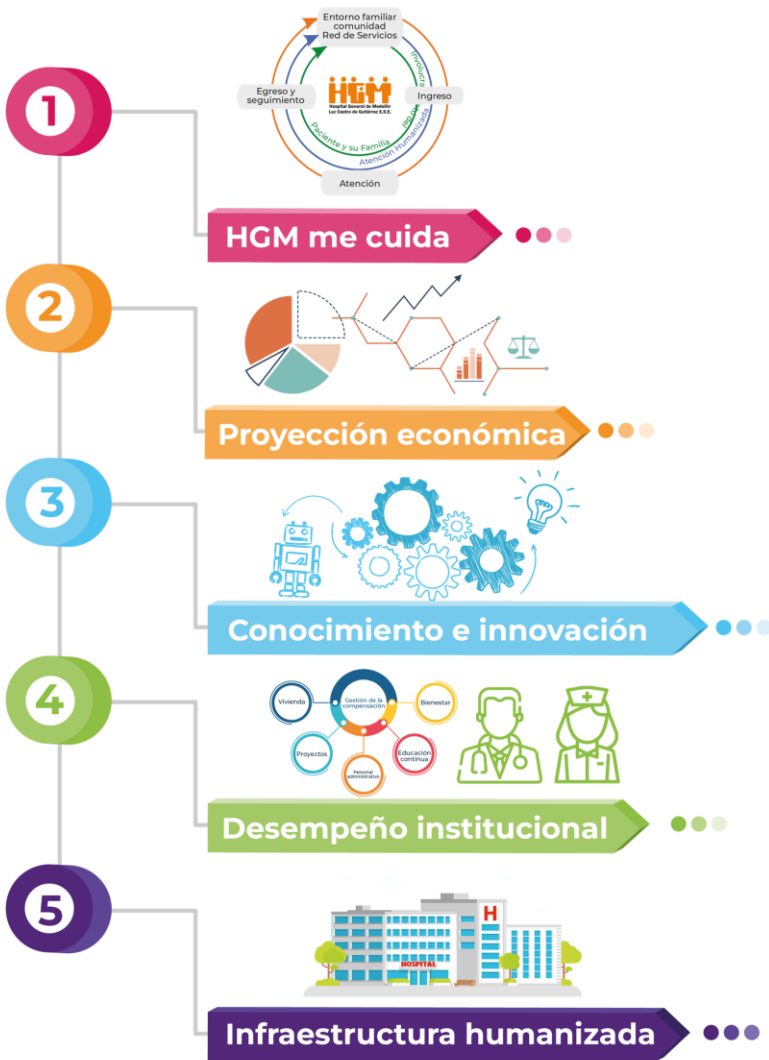 1
Entorno familiar
comunidad
Red de Servicios
Egreso y
seguimiento
HGM
Hospital General de Medellín
Luz Castro de Gutiérrez E.S.E.
Ingreso
Involucra
del
Paciente y su Familia
Atención Humanizada
Atención
HGM me cuida
2
Proyección económica
3
Conocimiento e innovación
4
Vivienda
Gestión de la
compensación
Bienestar
Proyectos
Educación
continua
Personal
administrativo
Desempeño institucional
5
H
HOSPITAL
Infraestructura humanizada